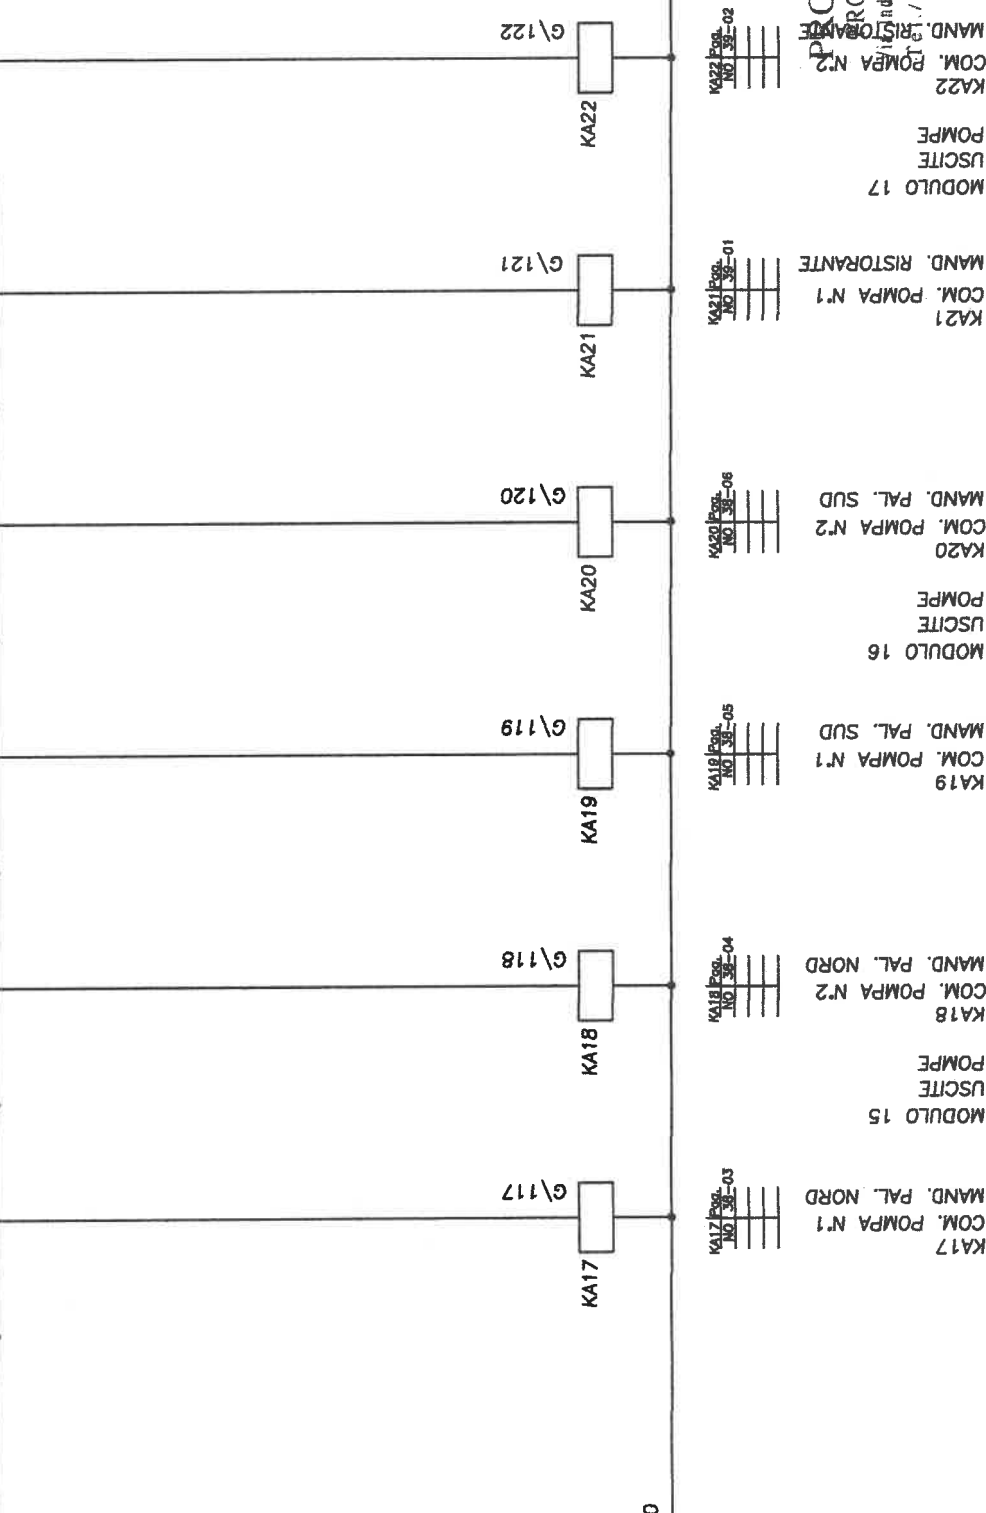 G\122
KA22
KA22 Pag.
NO 39-02
KA22
COM. POMPA N°2
MAND. RISTORANTE
MODULO 17
USCITE
POMPE
G\121
KA21
KA21 Pag.
NO 39-01
KA21
COM. POMPA N°1
MAND. RISTORANTE
G\120
KA20
KA20 Pag.
NO 38-06
KA20
COM. POMPA N°2
MAND. PAL. SUD
MODULO 16
USCITE
POMPE
G\119
KA19
KA19 Pag.
NO 38-05
KA19
COM. POMPA N°1
MAND. PAL. SUD
G\118
KA18
KA18 Pag.
NO 38-04
KA18
COM. POMPA N°2
MAND. PAL. NORD
MODULO 15
USCITE
POMPE
G\117
KA17
KA17 Pag.
NO 38-03
KA17
COM. POMPA N°1
MAND. PAL. NORD